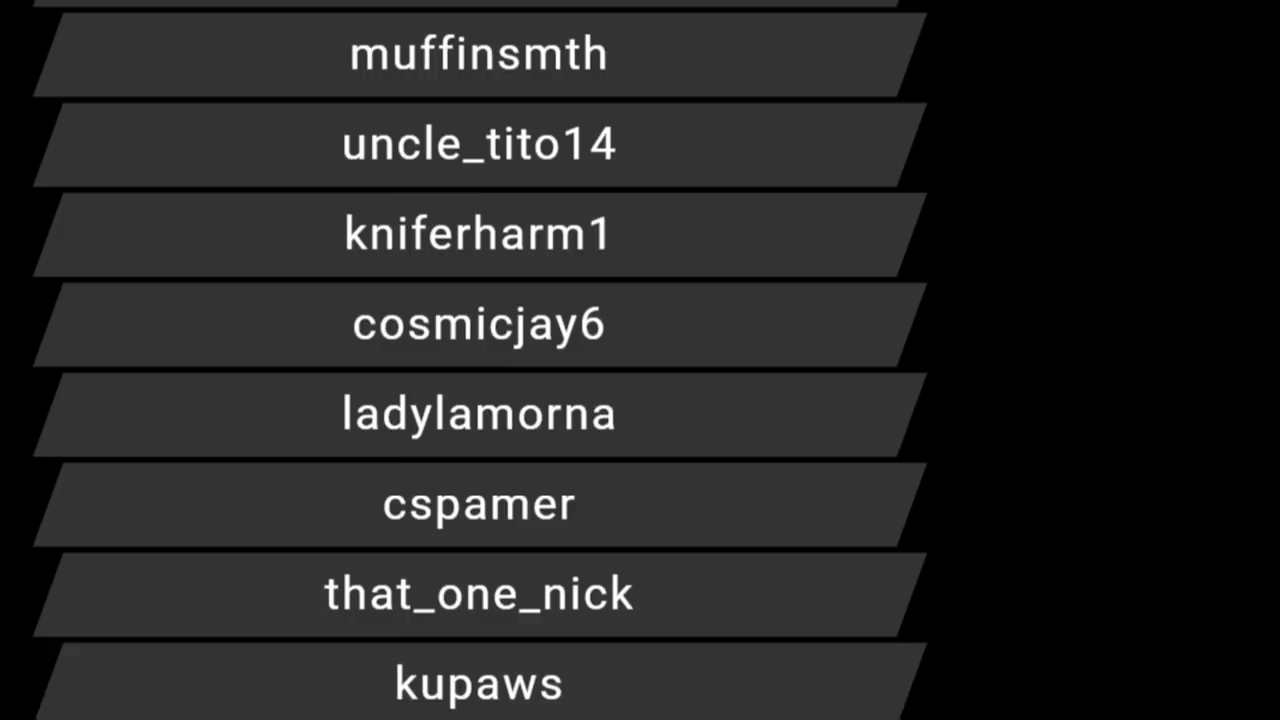 muffinsmth
uncle_tito14
kniferharm1
cosmicjay6
ladylamorna
cspamer
that_one_nick
kupaws